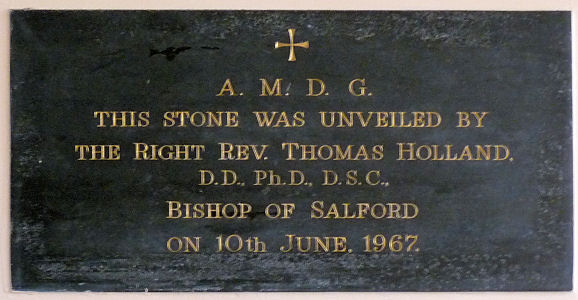 A. M. D. G.
THIS STONE WAS UNVEILED BY
THE RIGHT REV. THOMAS HOLLAND.
D.D., Ph.D., D.S.C.,
BISHOP OF SALFORD
ON 10th JUNE. 1967.